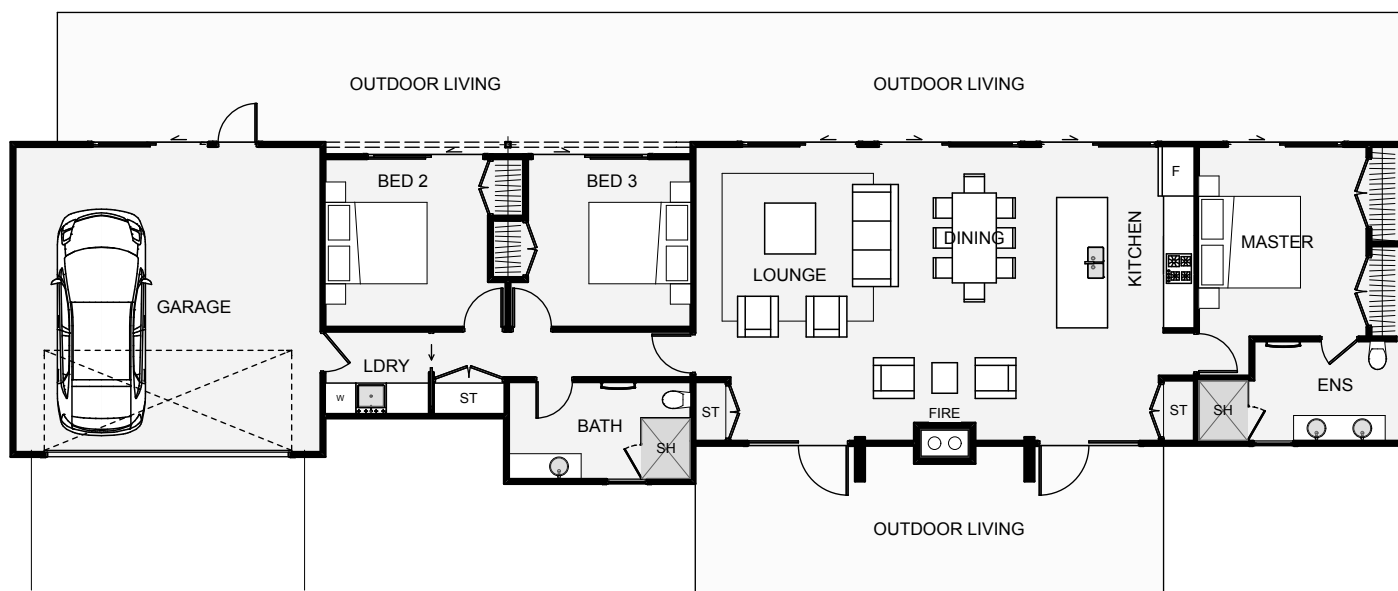 OUTDOOR LIVING
OUTDOOR LIVING
BED 2
BED 3
F
DINING
KITCHEN
MASTER
LOUNGE
GARAGE
LDRY
W
ST
BATH
SH
ST
FIRE
ST
SH
ENS
OUTDOOR LIVING